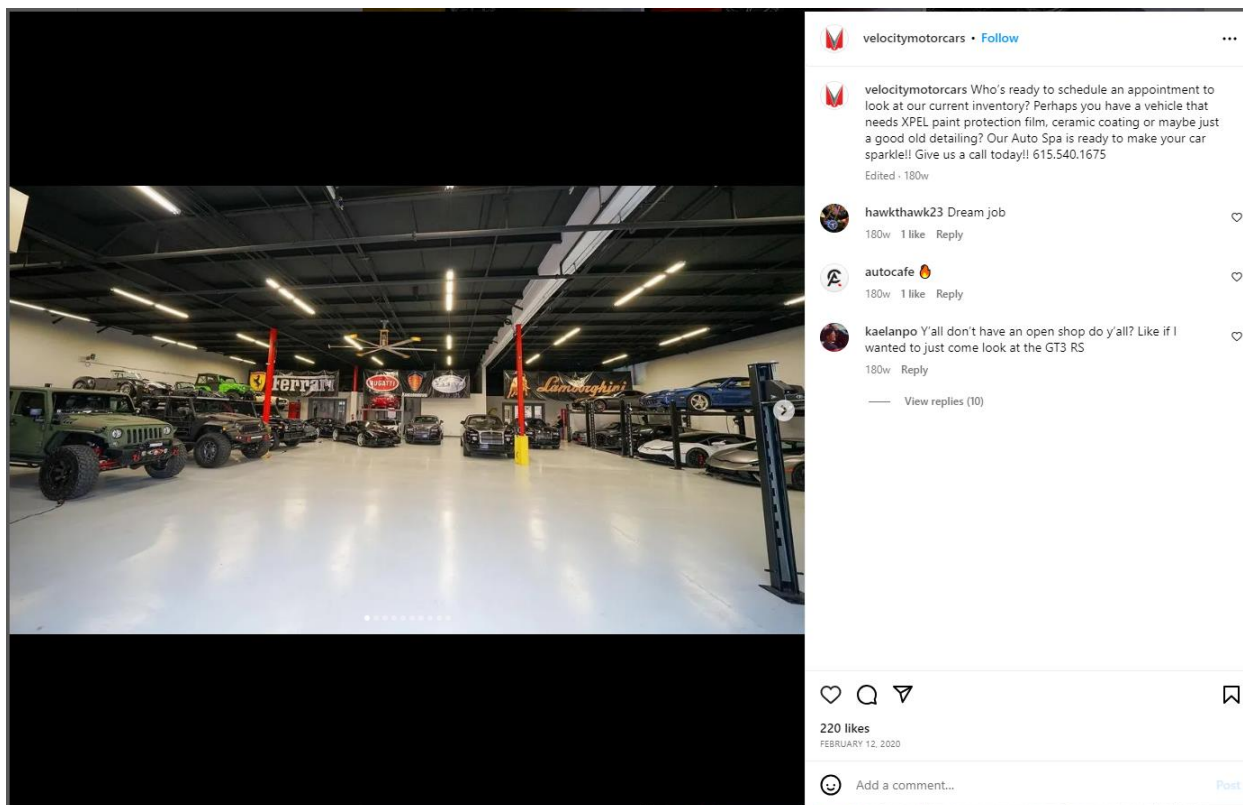 velocitymotorcars • Follow
velocitymotorcars Who's ready to schedule an appointment to
look at our current inventory? Perhaps you have a vehicle that
needs XPEL paint protection film, ceramic coating or maybe just
a good old detailing? Our Auto Spa is ready to make your car
sparkle!! Give us a call today!! 615.540.1675
Edited · 180w
hawkthawk23 Dream job
180w 1 like Reply
autocafe 🔥
180w 1 like Reply
kaelanpo Y'all don't have an open shop do y'all? Like if I
wanted to just come look at the GT3 RS
180w Reply
View replies (10)
Ferrari
BUGATTI
Lamborghini
220 likes
FEBRUARY 12, 2020
Add a comment...
Post